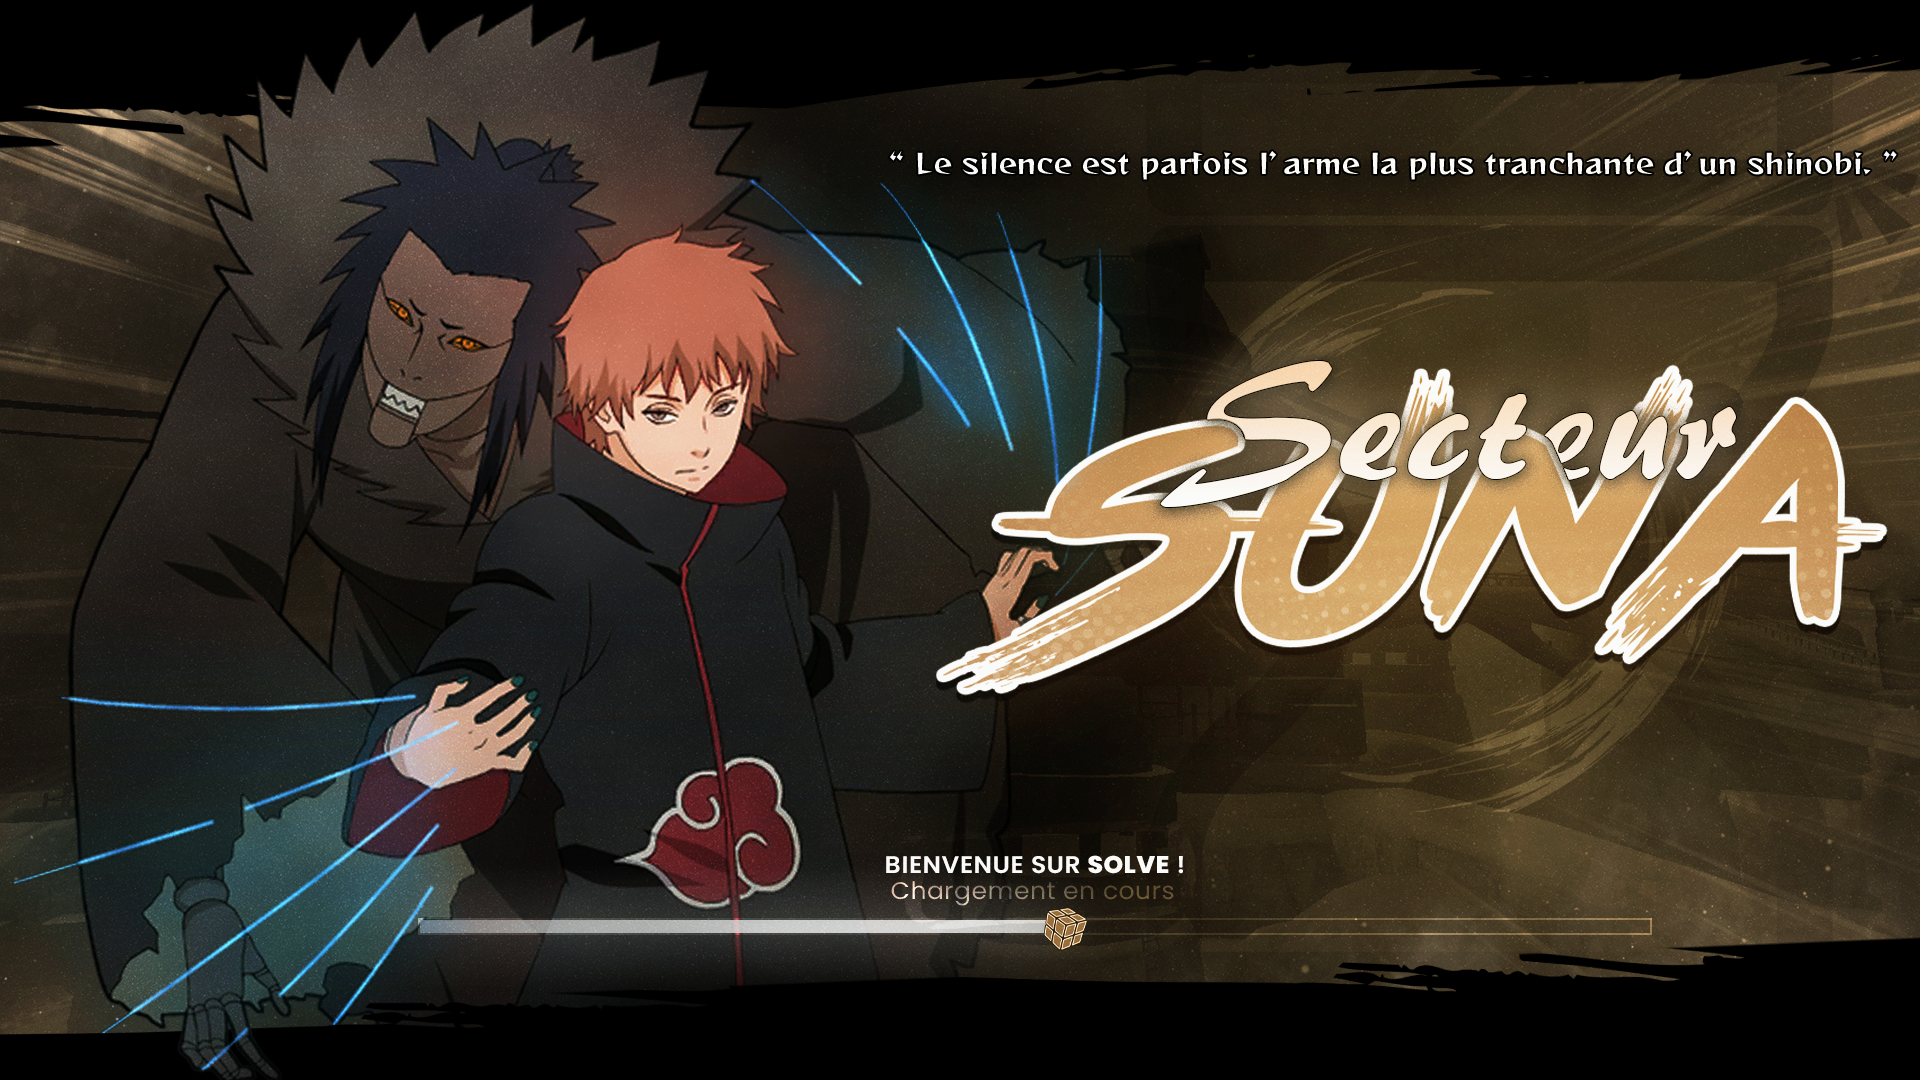 “ Le silence est parfois l’arme la plus tranchante d’un shinobi. ”
Secteur
SUNA
BIENVENUE SUR SOLVE !
Chargement en cours